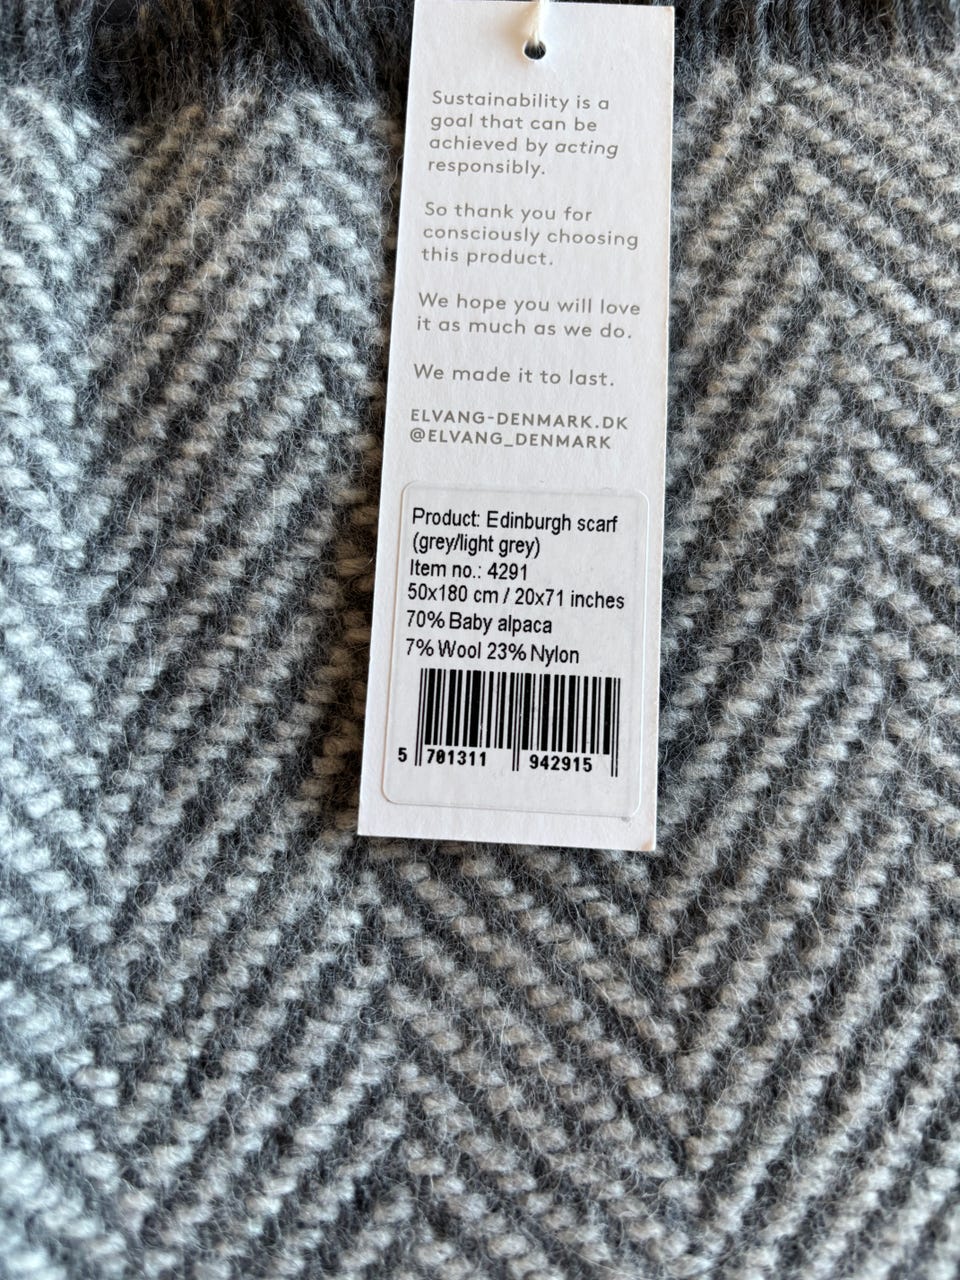 Sustainability is a
goal that can be
achieved by acting
responsibly.
So thank you for
consciously choosing
this product.
We hope you will love
it as much as we do.
We made it to last.
ELVANG-DENMARK.DK
@ELVANG_DENMARK
Product: Edinburgh scarf
(grey/light grey)
Item no.: 4291
50x180 cm / 20x71 inches
70% Baby alpaca
7% Wool 23% Nylon
5 701311 942915